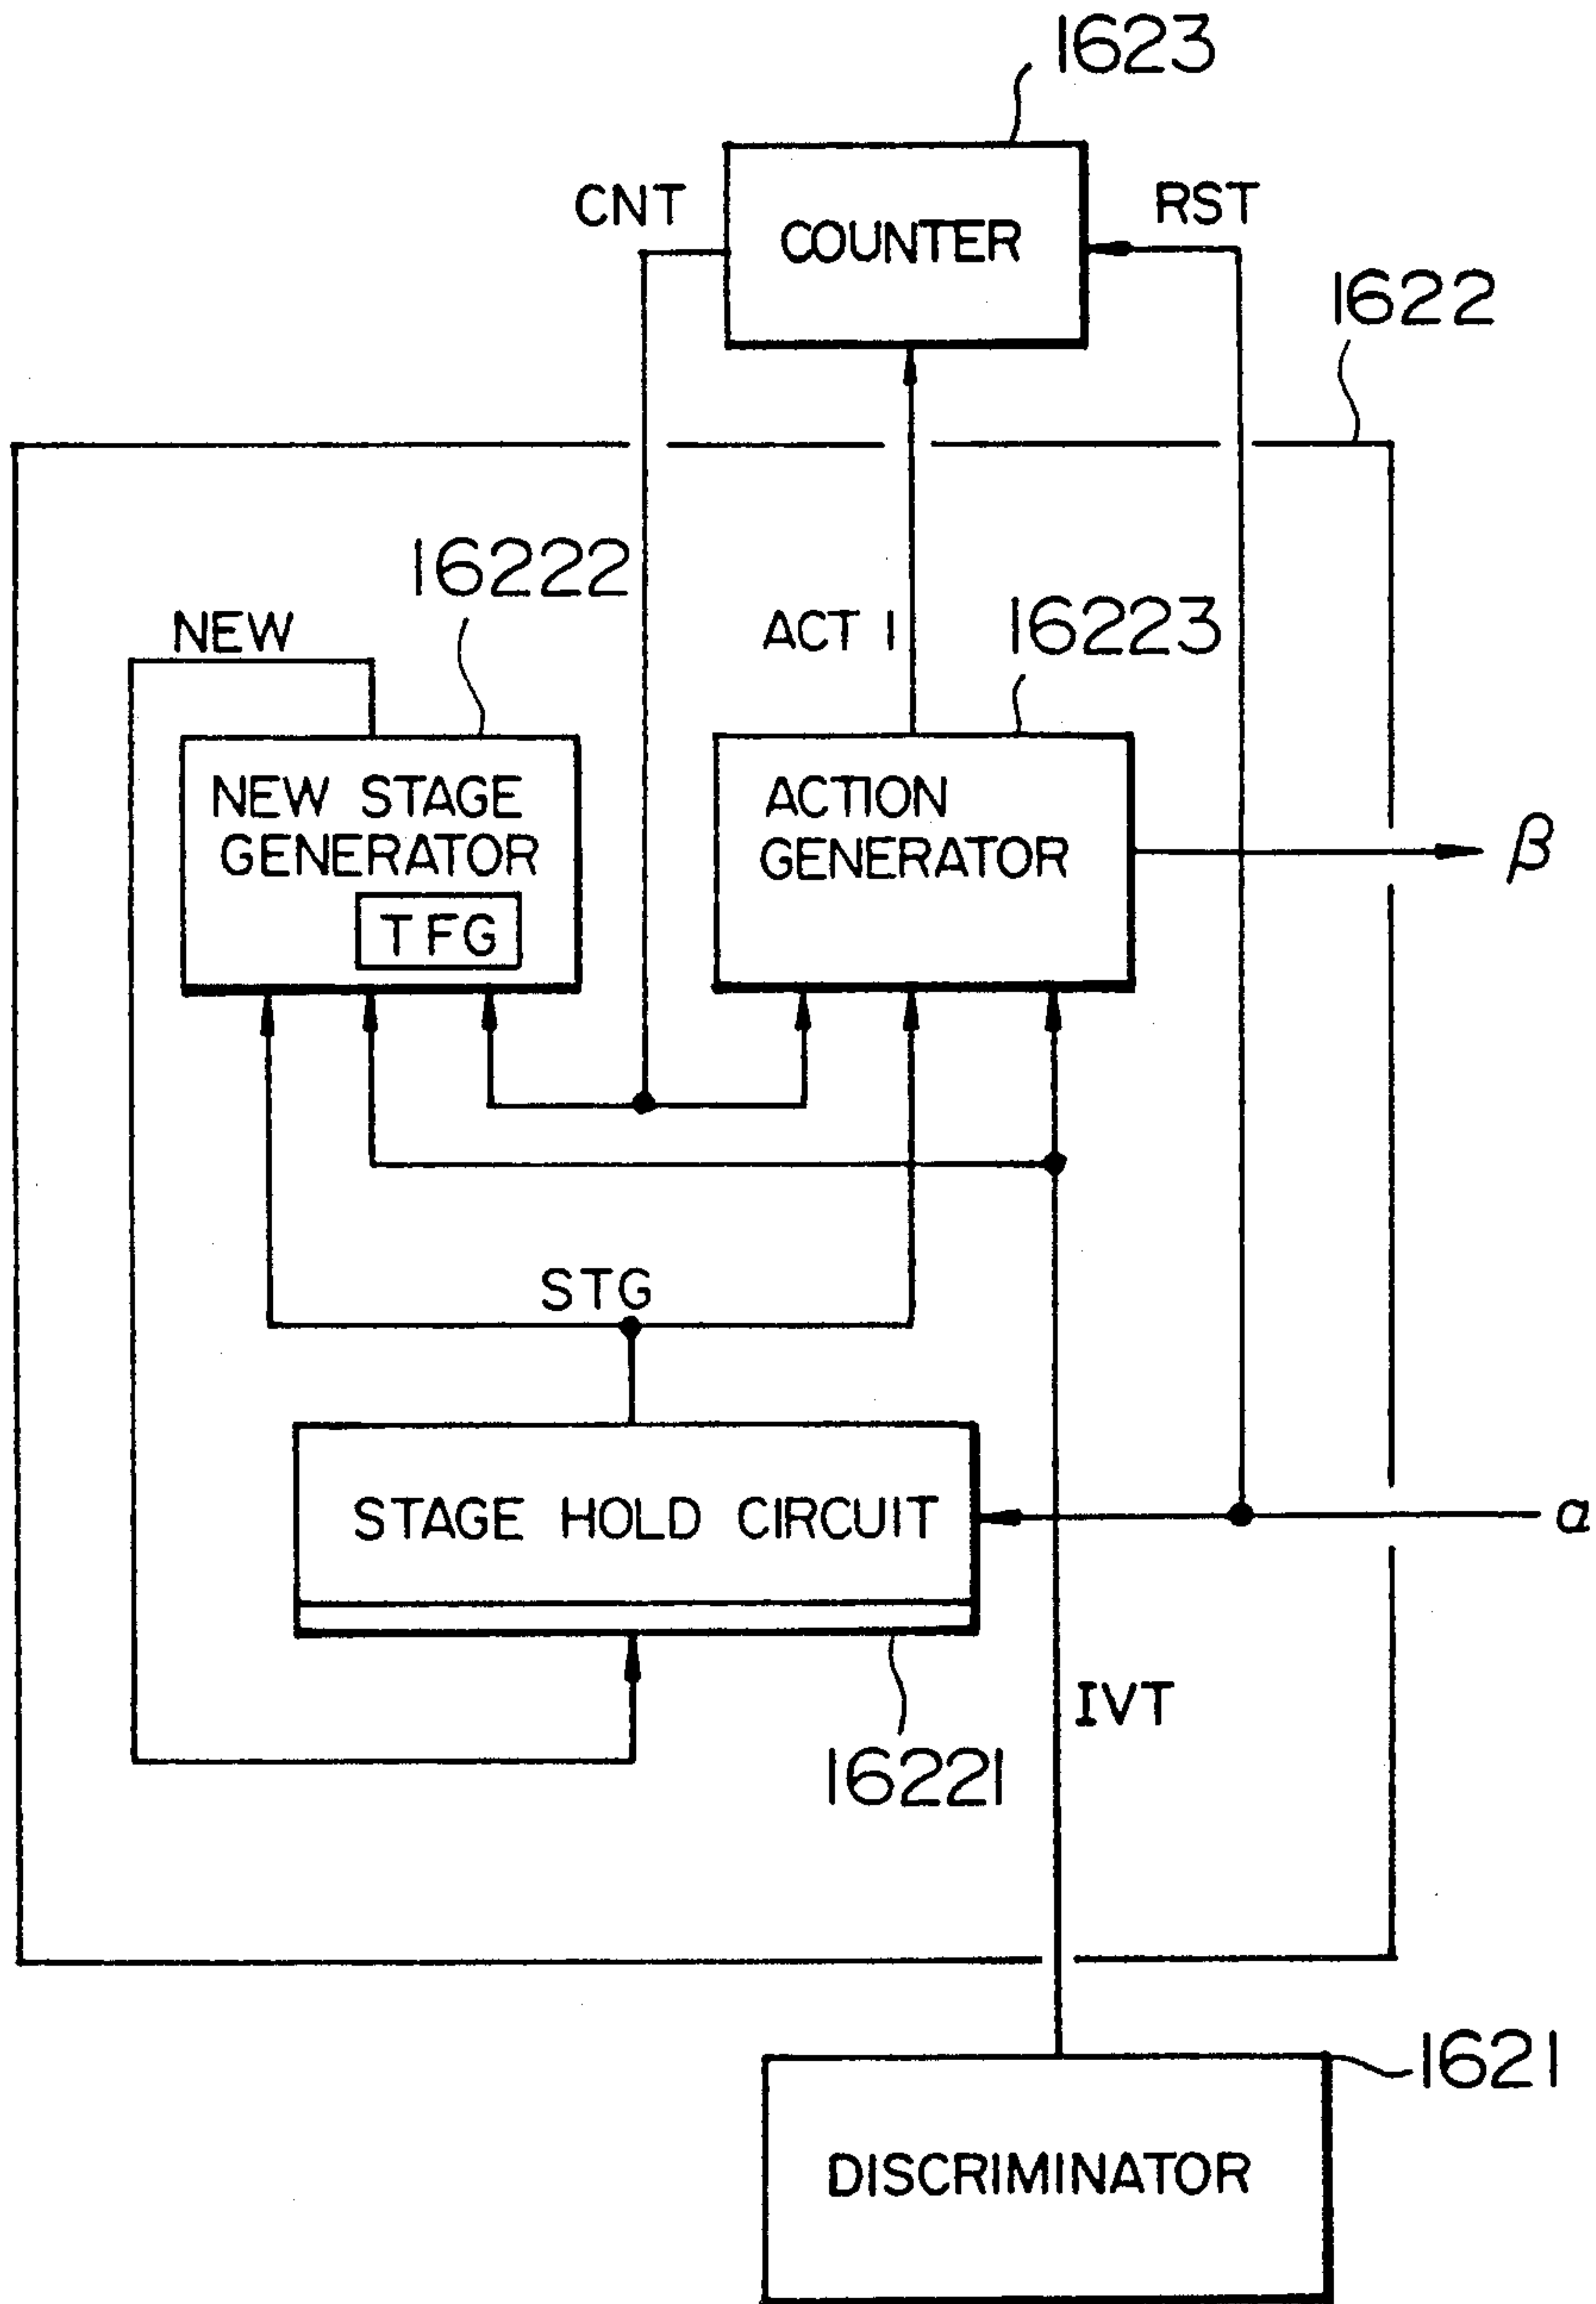 1623
CNT
RST
COUNTER
1622
16222
NEW
ACT 1
16223
NEW STAGE
GENERATOR
TFG
ACTION
GENERATOR
β
STG
STAGE HOLD CIRCUIT
α
IVT
16221
1621
DISCRIMINATOR